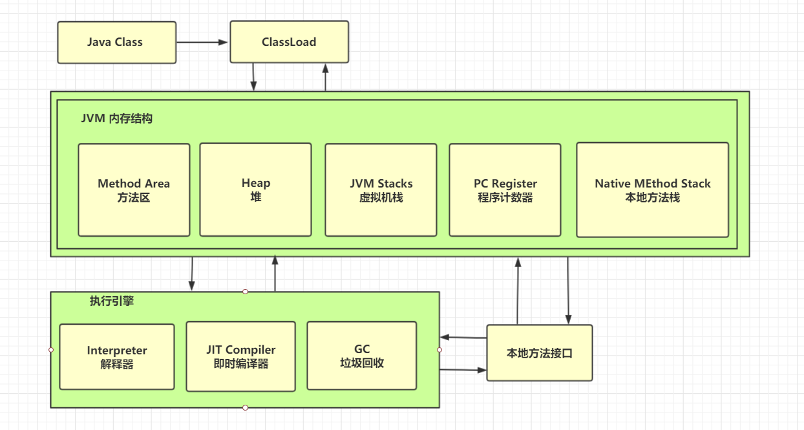 Java Class
ClassLoad
JVM 内存结构
Method Area
方法区
Heap
堆
JVM Stacks
虚拟机栈
PC Register
程序计数器
Native MEthod Stack
本地方法栈
执行引擎
Interpreter
解释器
JIT Compiler
即时编译器
GC
垃圾回收
本地方法接口